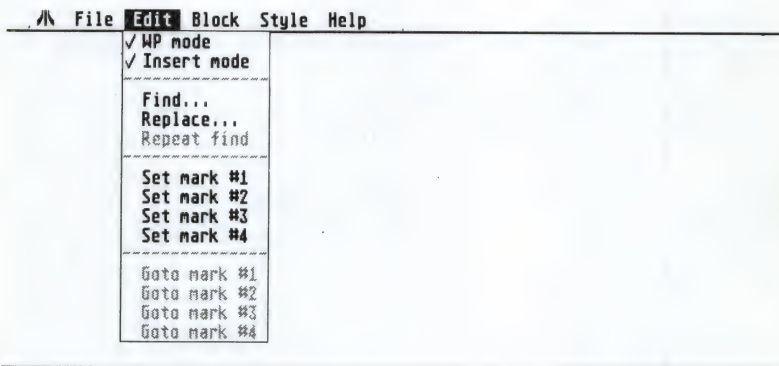 File Edit Block Style Help
✓ WP mode
✓ Insert mode
Find...
Replace...
Repeat find
Set mark #1
Set mark #2
Set mark #3
Set mark #4
Goto mark #1
Goto mark #2
Goto mark #3
Goto mark #4